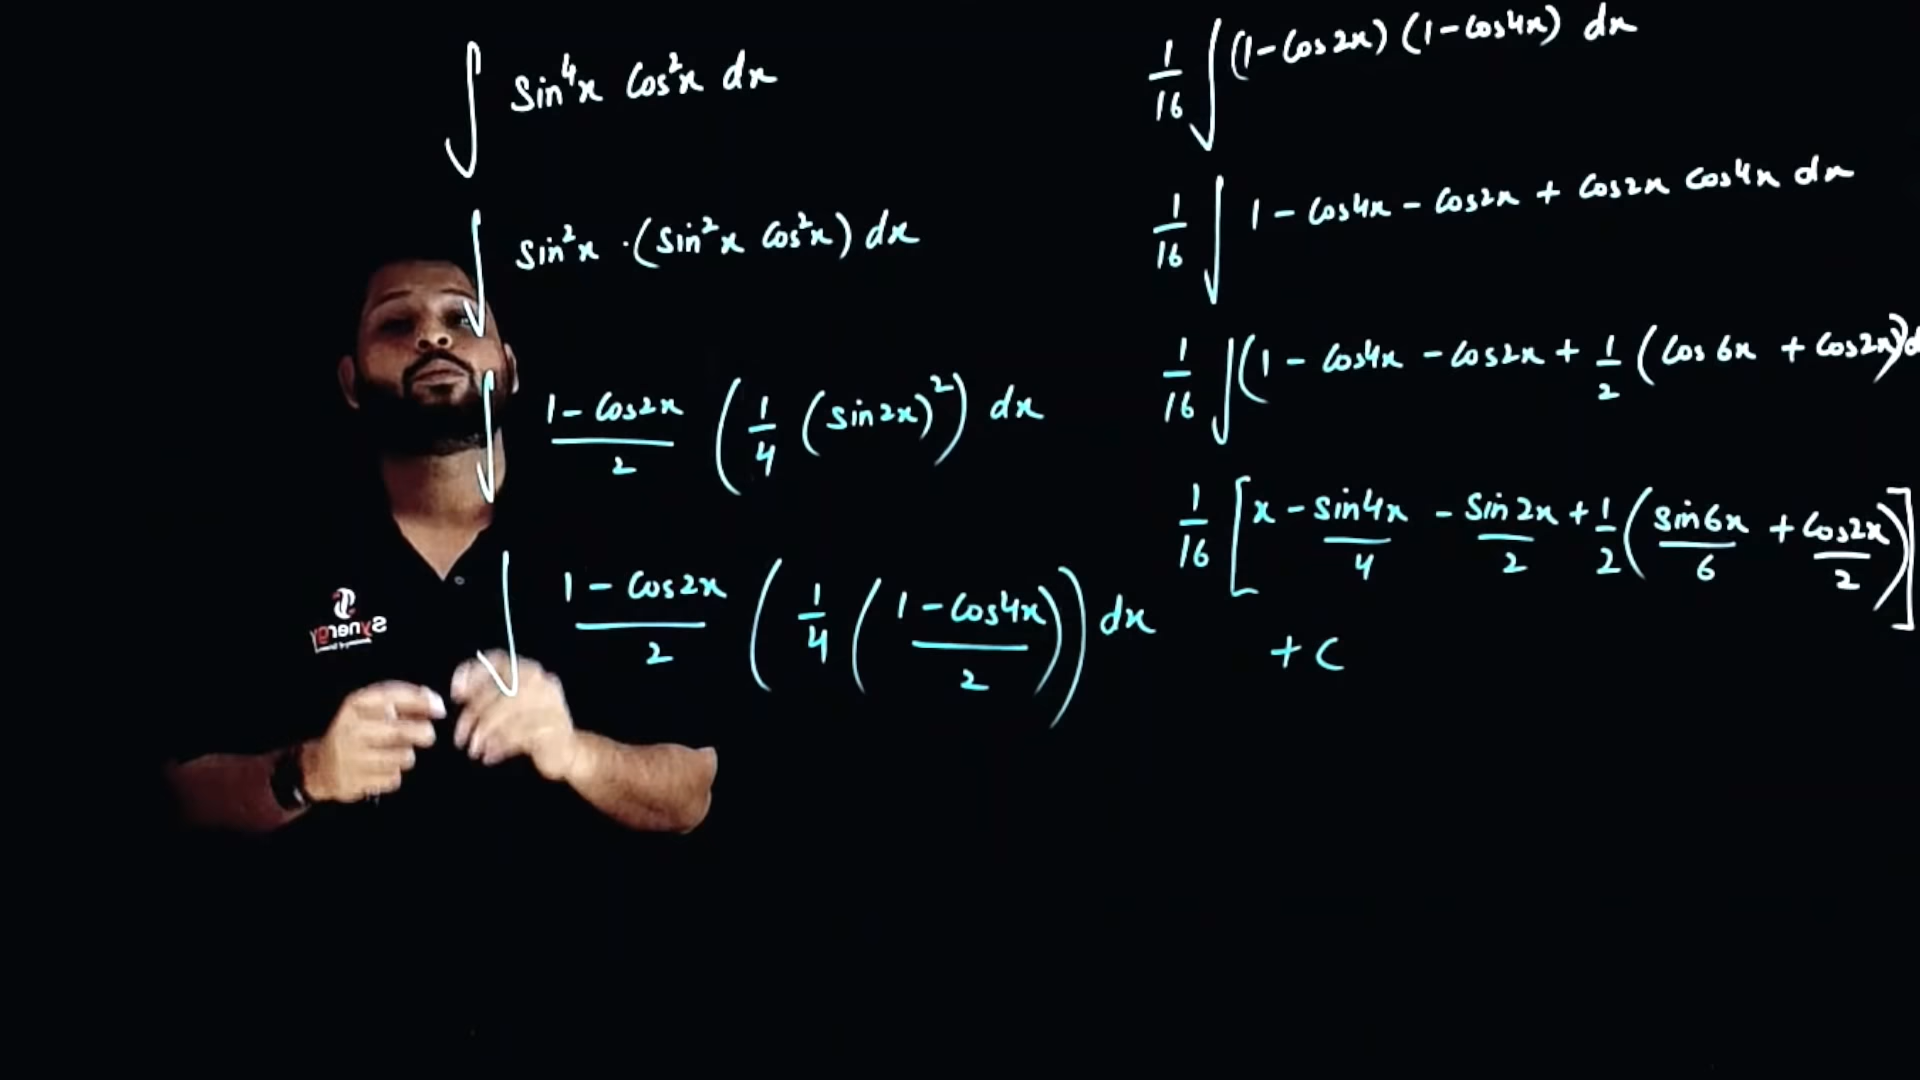 ∫ sin⁴x cos²x dx
∫ sin²x · (sin²x cos²x) dx
∫ (1 - cos2x)/2 (1/4 (sin2x)²) dx
∫ (1 - cos2x)/2 (1/4 ((1 - cos4x)/2)) dx
1/16 ∫ (1 - cos2x) (1 - cos4x) dx
1/16 ∫ 1 - cos4x - cos2x + cos2x cos4x dx
1/16 ∫ (1 - cos4x - cos2x + 1/2 (cos 6x + cos2x)) d
1/16 [x - sin4x/4 - sin2x/2 + 1/2 (sin6x/6 + cos2x/2)]
+ c
Synergy